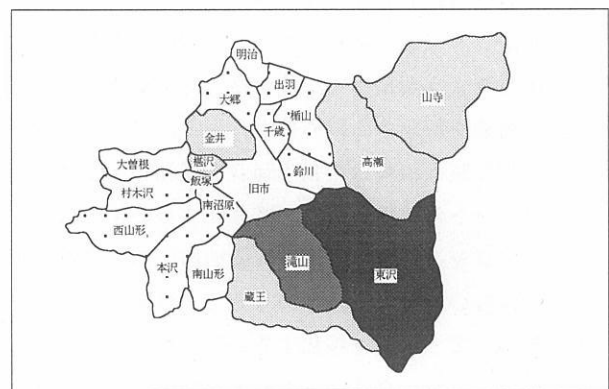 明治
出羽
山寺
大郷
楯山
千歳
金井
高瀬
大曽根
椹沢
鈴川
飯塚
旧市
村木沢
南沼原
西山形
滝山
東沢
本沢
南山形
蔵王